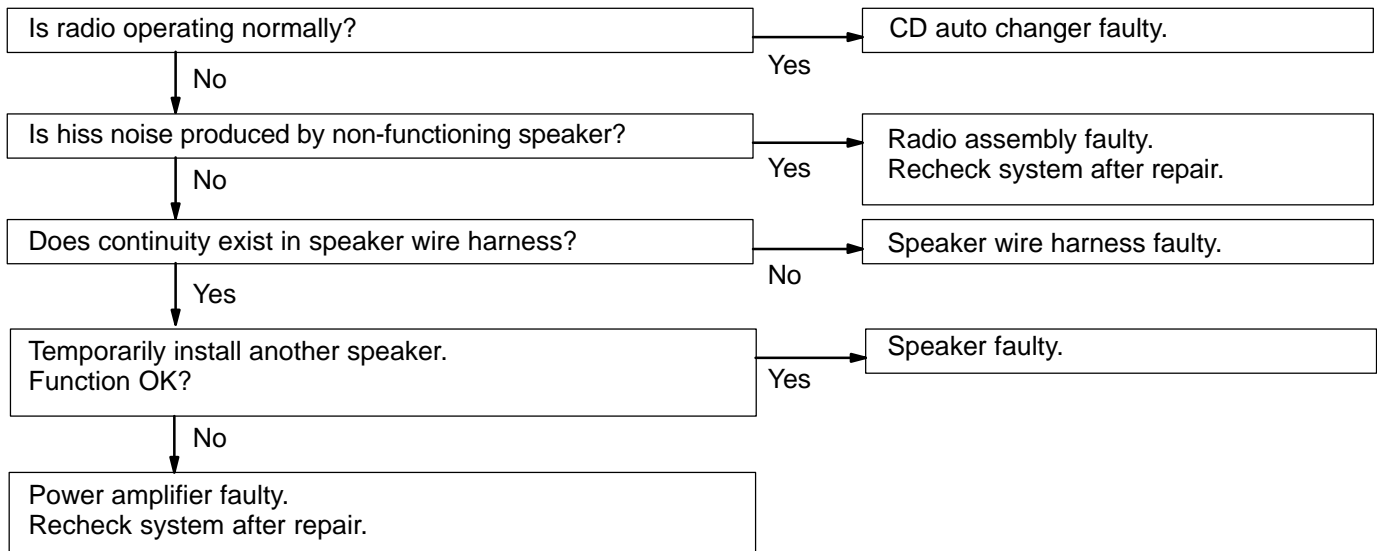 Is radio operating normally?
CD auto changer faulty.
Yes
No
Is hiss noise produced by non-functioning speaker?
Radio assembly faulty.
Recheck system after repair.
Yes
No
Does continuity exist in speaker wire harness?
Speaker wire harness faulty.
No
Yes
Temporarily install another speaker.
Function OK?
Speaker faulty.
Yes
No
Power amplifier faulty.
Recheck system after repair.